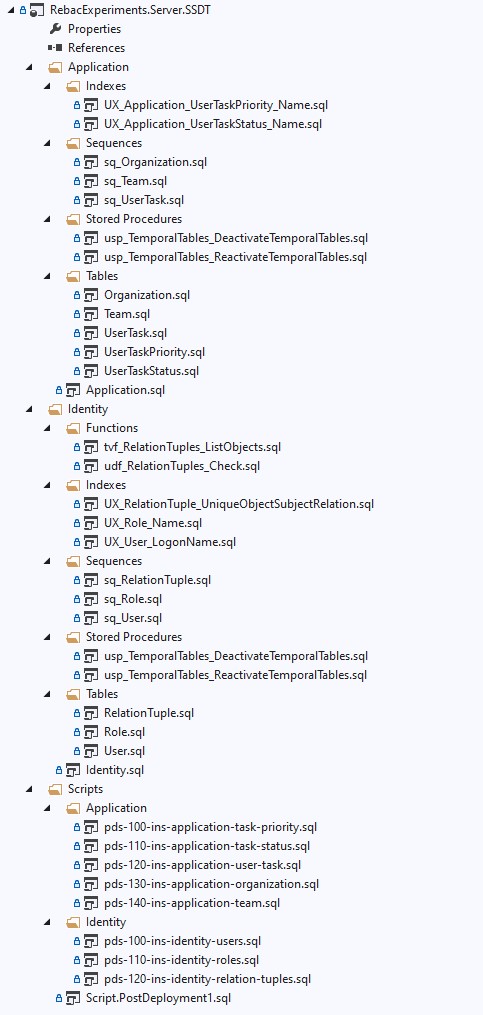 RebacExperiments.Server.SSDT
Properties
References
Application
Indexes
UX_Application_UserTaskPriority_Name.sql
UX_Application_UserTaskStatus_Name.sql
Sequences
sq_Organization.sql
sq_Team.sql
sq_UserTask.sql
Stored Procedures
usp_TemporalTables_DeactivateTemporalTables.sql
usp_TemporalTables_ReactivateTemporalTables.sql
Tables
Organization.sql
Team.sql
UserTask.sql
UserTaskPriority.sql
UserTaskStatus.sql
Application.sql
Identity
Functions
tvf_RelationTuples_ListObjects.sql
udf_RelationTuples_Check.sql
Indexes
UX_RelationTuple_UniqueObjectSubjectRelation.sql
UX_Role_Name.sql
UX_User_LogonName.sql
Sequences
sq_RelationTuple.sql
sq_Role.sql
sq_User.sql
Stored Procedures
usp_TemporalTables_DeactivateTemporalTables.sql
usp_TemporalTables_ReactivateTemporalTables.sql
Tables
RelationTuple.sql
Role.sql
User.sql
Identity.sql
Scripts
Application
pds-100-ins-application-task-priority.sql
pds-110-ins-application-task-status.sql
pds-120-ins-application-user-task.sql
pds-130-ins-application-organization.sql
pds-140-ins-application-team.sql
Identity
pds-100-ins-identity-users.sql
pds-110-ins-identity-roles.sql
pds-120-ins-identity-relation-tuples.sql
Script.PostDeployment1.sql